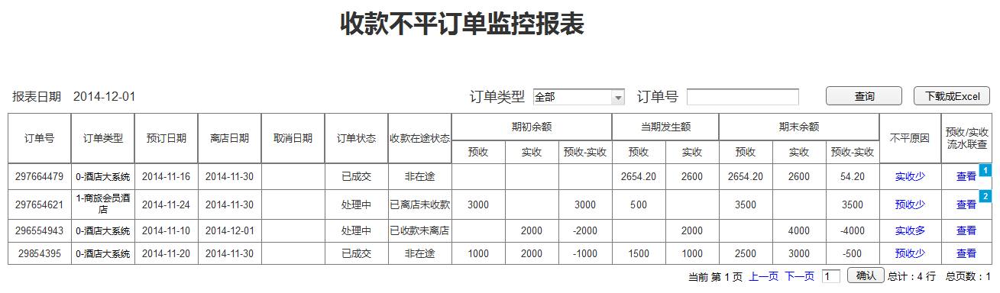 收款不平订单监控报表
报表日期 2014-12-01 订单类型 全部 订单号 查询 下载成Excel
订单号 订单类型 预订日期 离店日期 取消日期 订单状态 收款在途状态 期初余额 当期发生额 期末余额 不平原因 预收/实收流水联查
预收 实收 预收-实收 预收 实收 预收 实收 预收-实收
297664479 0-酒店大系统 2014-11-16 2014-11-30 已成交 非在途 2654.20 2600 2654.20 2600 54.20 实收少 查看 1
297654621 1-商旅会员酒店 2014-11-24 2014-11-30 处理中 已离店未收款 3000 3000 500 3500 3500 预收少 查看 2
296554943 0-酒店大系统 2014-11-10 2014-12-01 处理中 已收款未离店 2000 -2000 2000 4000 -4000 实收多 查看
29854395 0-酒店大系统 2014-11-20 2014-11-30 已成交 非在途 1000 2000 -1000 1500 1000 2500 3000 -500 预收少 查看
当前 第 1 页 上一页 下一页 1 确认 总计：4 行 总页数：1